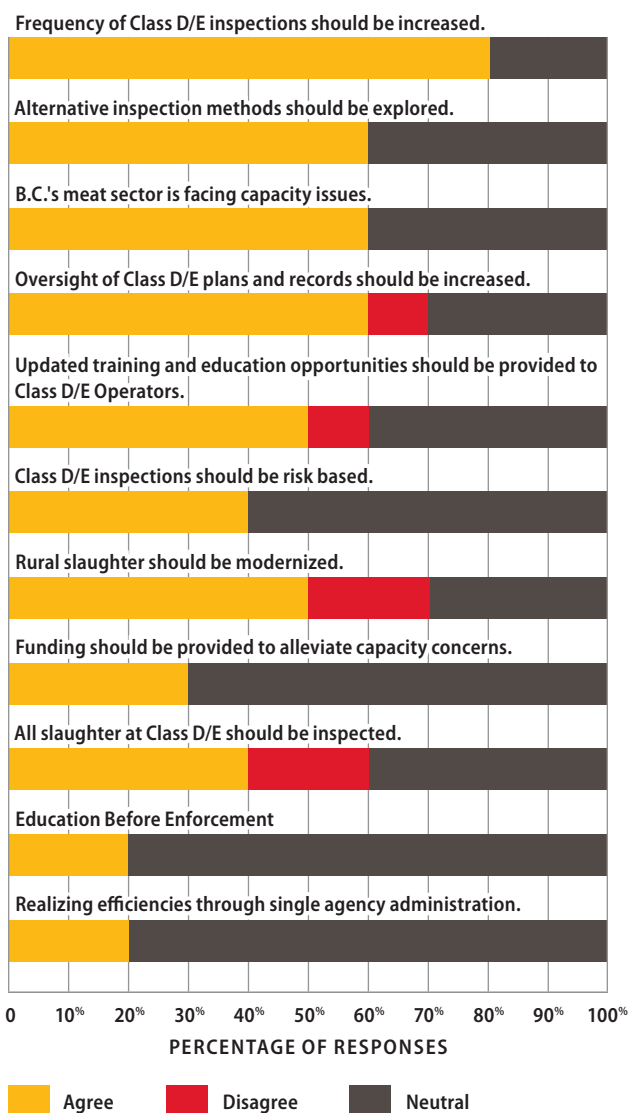 Frequency of Class D/E inspections should be increased.
Alternative inspection methods should be explored.
B.C.'s meat sector is facing capacity issues.
Oversight of Class D/E plans and records should be increased.
Updated training and education opportunities should be provided to
Class D/E Operators.
Class D/E inspections should be risk based.
Rural slaughter should be modernized.
Funding should be provided to alleviate capacity concerns.
All slaughter at Class D/E should be inspected.
Education Before Enforcement
Realizing efficiencies through single agency administration.
0 10% 20% 30% 40% 50% 60% 70% 80% 90% 100%
PERCENTAGE OF RESPONSES
Agree Disagree Neutral